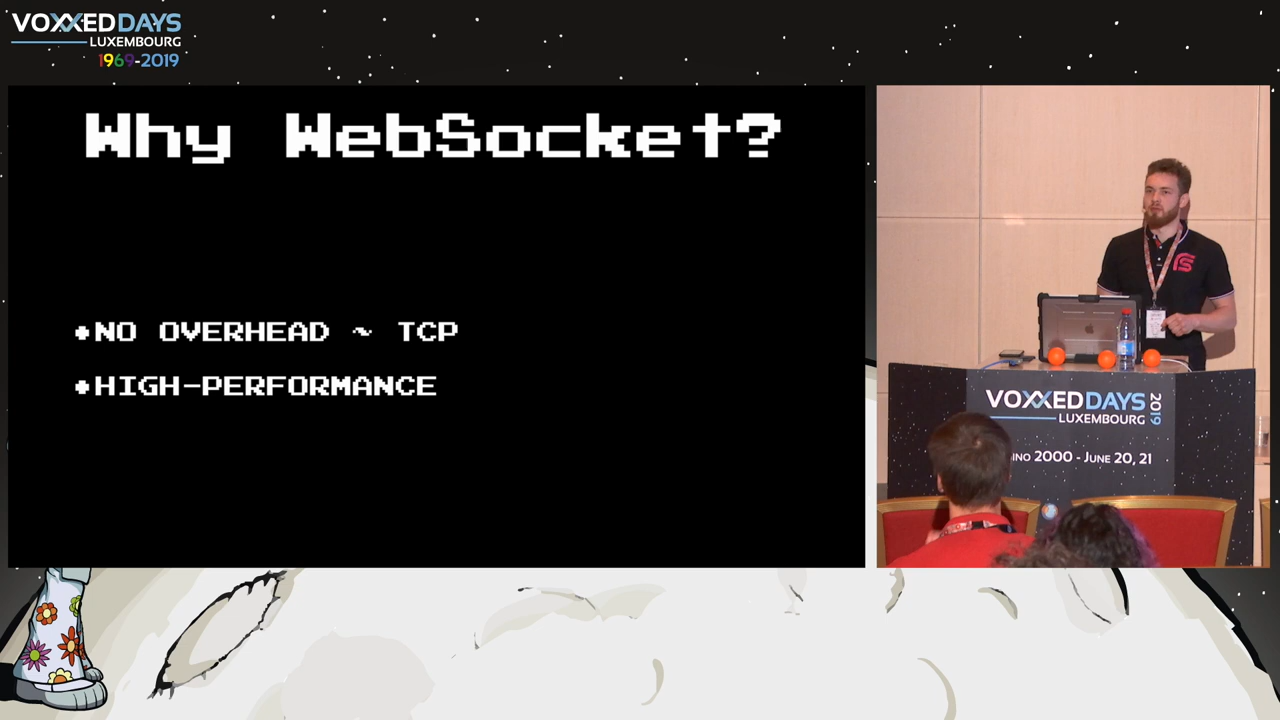 VOXXEDDAYS
LUXEMBOURG
1969-2019
Why WebSocket?
•NO OVERHEAD ~ TCP
•HIGH-PERFORMANCE
VOXXEDDAYS
2019
LUXEMBOURG
2000 - JUNE 20, 21